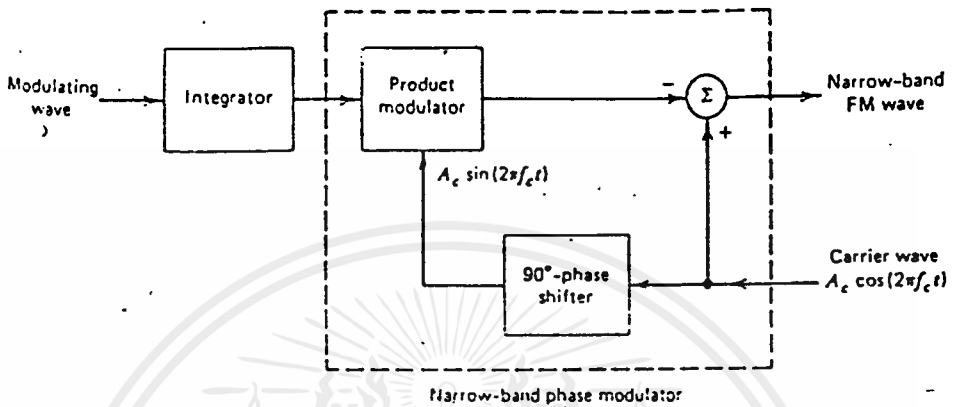 Modulating
wave
)
Integrator
Product
modulator
−
Σ
+
Narrow-band
FM wave
A_c sin(2πf_c t)
90°-phase
shifter
Carrier wave
A_c cos(2πf_c t)
Narrow-band phase modulator